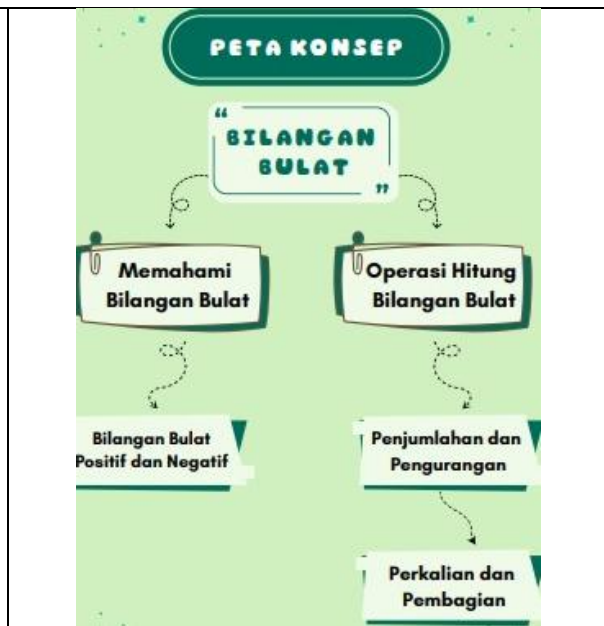 PETA KONSEP
“
BILANGAN
BULAT
”
Memahami
Bilangan Bulat
Operasi Hitung
Bilangan Bulat
Bilangan Bulat
Positif dan Negatif
Penjumlahan dan
Pengurangan
Perkalian dan
Pembagian